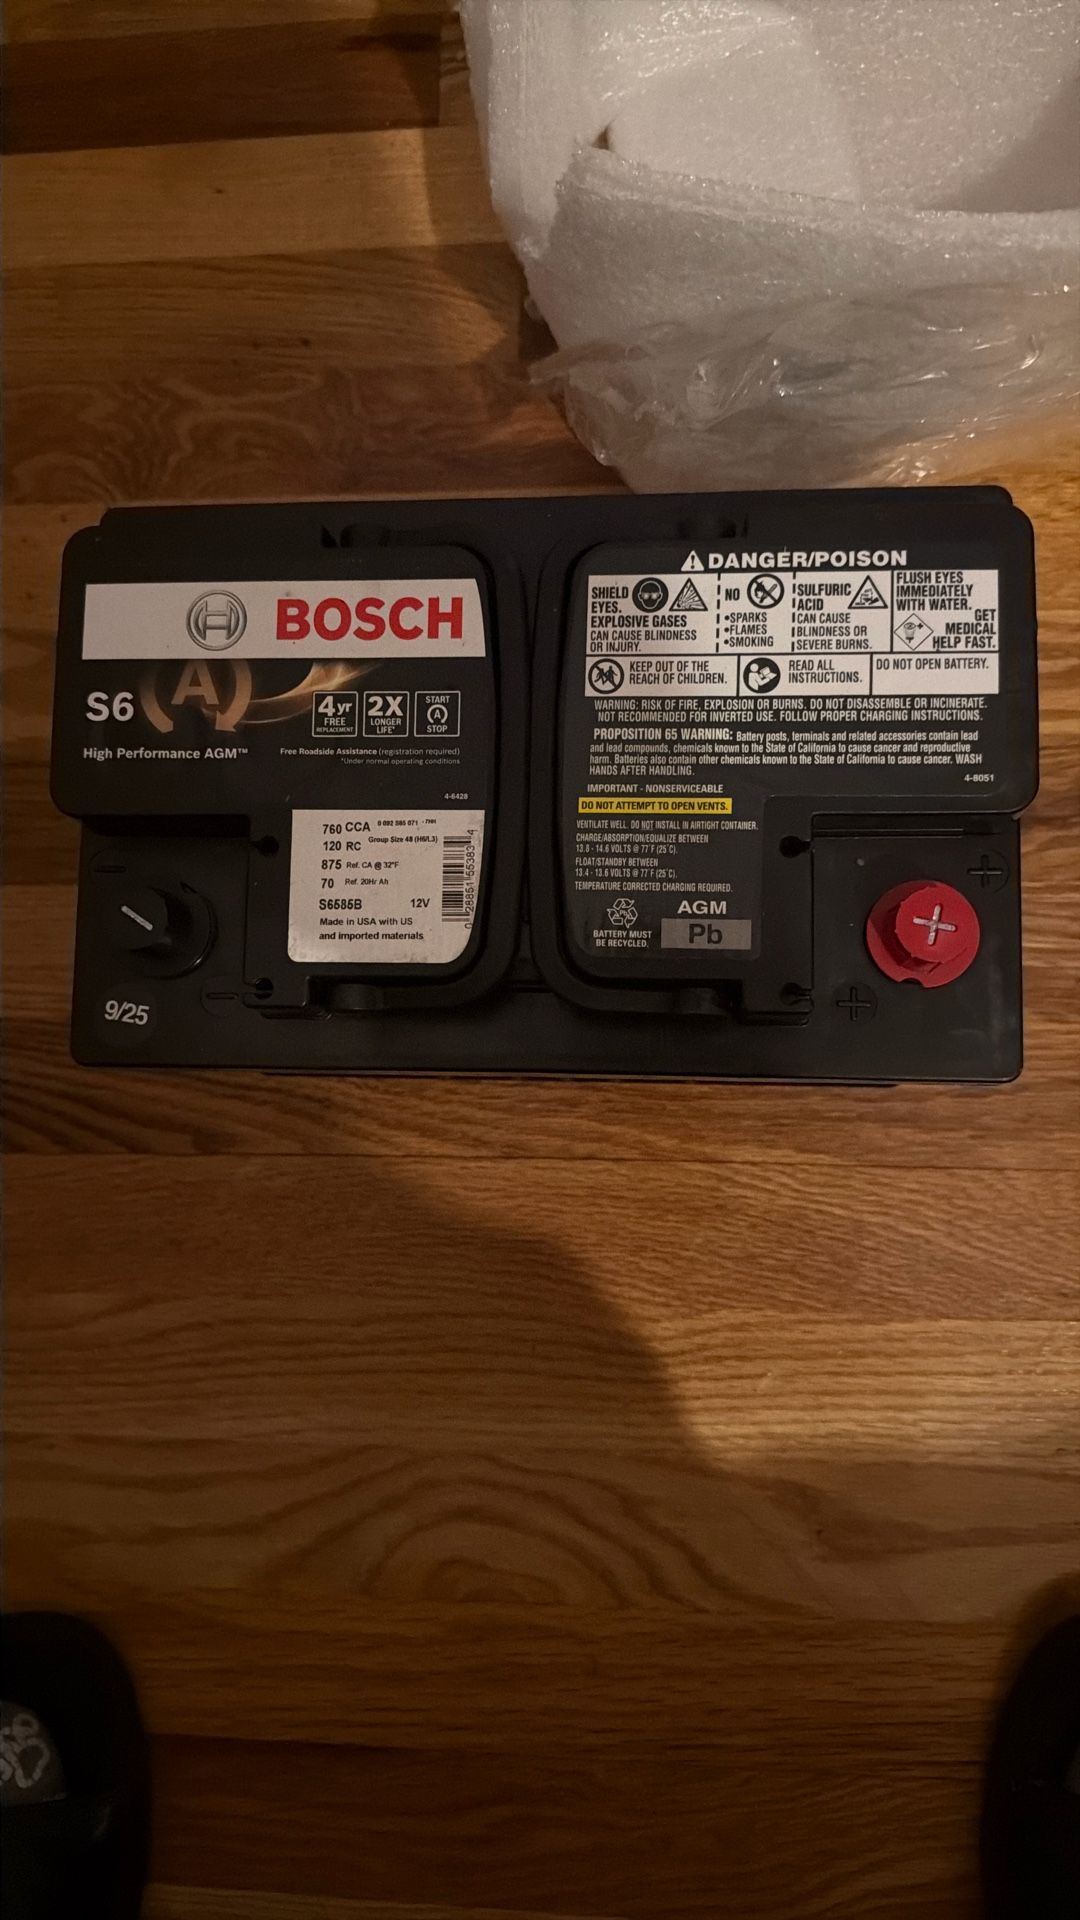 BOSCH
A
S6
4yr
FREE
REPLACEMENT
2X
LONGER
LIFE*
START
A
STOP
High Performance AGM™
Free Roadside Assistance (registration required)
*Under normal operating conditions
4-6428
760 CCA 0 092 S65 071
120 RC Group Size 48 (H6/L3)
875 Ref. CA @ 32°F
70 Ref. 20Hr Ah
S6585B 12V
Made in USA with US
and imported materials
0 28851 55383 4
9/25
DANGER/POISON
SHIELD
EYES.
EXPLOSIVE GASES
CAN CAUSE BLINDNESS
OR INJURY.
NO
•SPARKS
•FLAMES
•SMOKING
SULFURIC
ACID
CAN CAUSE
BLINDNESS OR
SEVERE BURNS.
FLUSH EYES
IMMEDIATELY
WITH WATER.
GET
MEDICAL
HELP FAST.
KEEP OUT OF THE
REACH OF CHILDREN.
READ ALL
INSTRUCTIONS.
DO NOT OPEN BATTERY.
WARNING: RISK OF FIRE, EXPLOSION OR BURNS. DO NOT DISASSEMBLE OR INCINERATE.
NOT RECOMMENDED FOR INVERTED USE. FOLLOW PROPER CHARGING INSTRUCTIONS.
PROPOSITION 65 WARNING: Battery posts, terminals and related accessories contain lead
and lead compounds, chemicals known to the State of California to cause cancer and reproductive
harm. Batteries also contain other chemicals known to the State of California to cause cancer. WASH
HANDS AFTER HANDLING.
4-8051
IMPORTANT - NONSERVICEABLE
DO NOT ATTEMPT TO OPEN VENTS.
VENTILATE WELL. DO NOT INSTALL IN AIRTIGHT CONTAINER.
CHARGE/ABSORPTION/EQUALIZE BETWEEN
13.8 - 14.6 VOLTS @ 77°F (25°C).
FLOAT/STANDBY BETWEEN
13.4 - 13.6 VOLTS @ 77°F (25°C).
TEMPERATURE CORRECTED CHARGING REQUIRED.
Pb
BATTERY MUST
BE RECYCLED.
AGM
Pb